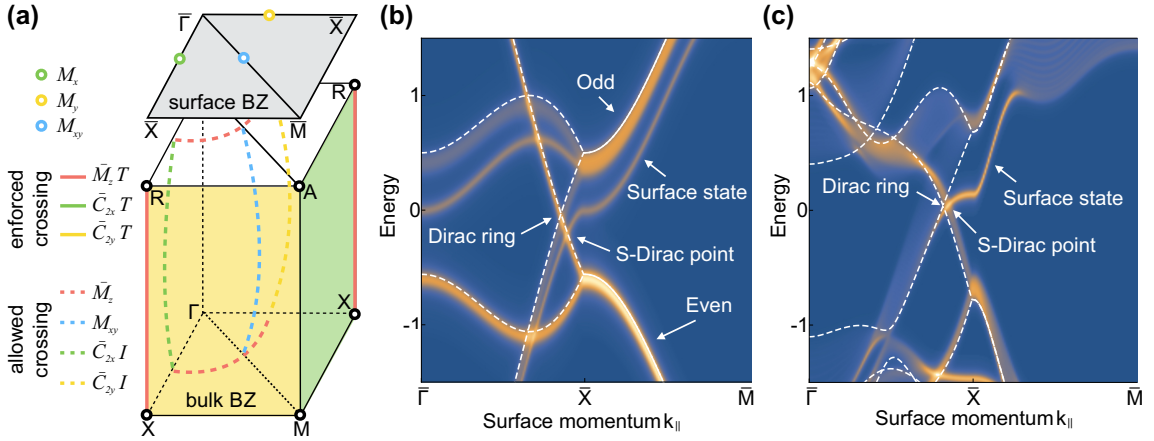 (a)
Γ̄
X̄
M_x
M_y
M_xy
R
surface BZ
X̄
M̄
enforced
crossing
M̄_z T
C̄_2x T
C̄_2y T
R
A
allowed
crossing
M̄_z
M_xy
C̄_2x I
C̄_2y I
Γ
X
bulk BZ
X
M
(b)
Energy
1
0
-1
Odd
Surface state
Dirac ring
S-Dirac point
Even
Γ̄
X̄
M̄
Surface momentum k_||
(c)
Energy
1
0
-1
Dirac ring
Surface state
S-Dirac point
Γ̄
X̄
M̄
Surface momentum k_||